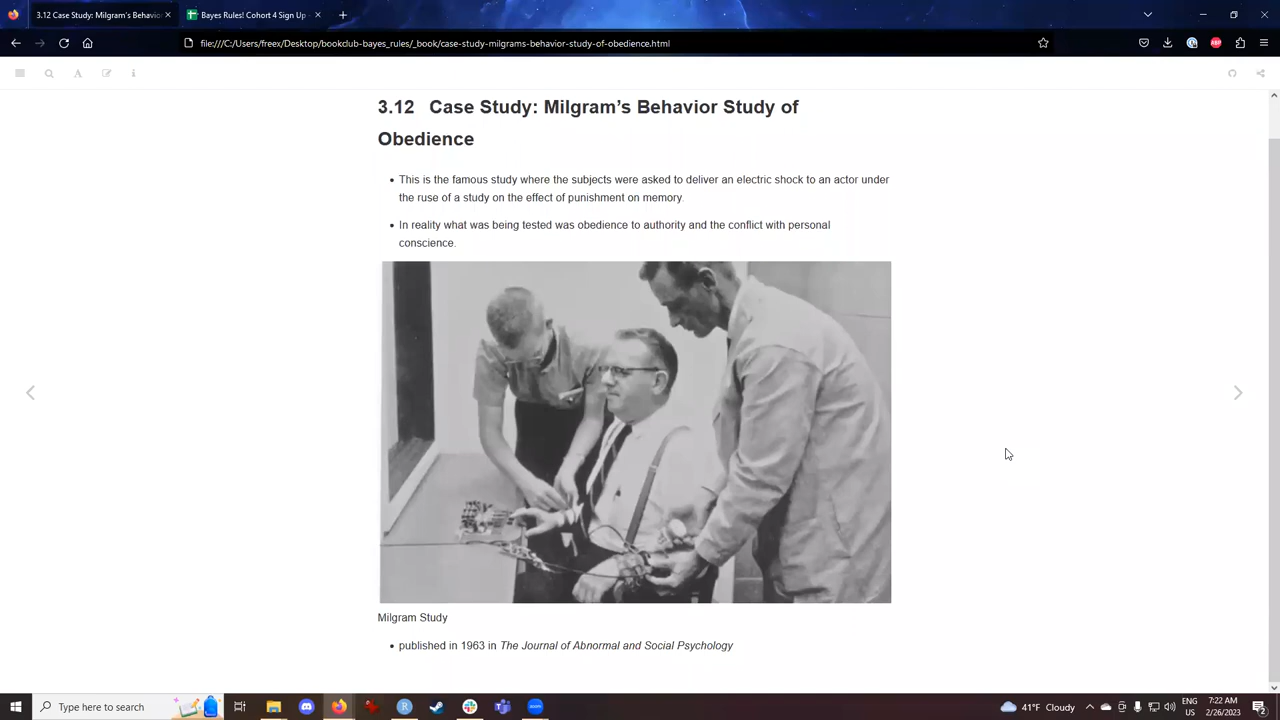 3.12 Case Study: Milgram's Behavior
Bayes Rules! Cohort 4 Sign Up -
file:///C:/Users/freex/Desktop/bookclub-bayes_rules/_book/case-study-milgrams-behavior-study-of-obedience.html
3.12 Case Study: Milgram’s Behavior Study of
Obedience
• This is the famous study where the subjects were asked to deliver an electric shock to an actor under
the ruse of a study on the effect of punishment on memory.
• In reality what was being tested was obedience to authority and the conflict with personal
conscience.
Milgram Study
• published in 1963 in The Journal of Abnormal and Social Psychology
Type here to search
41°F Cloudy
ENG
US
7:22 AM
2/26/2023
2